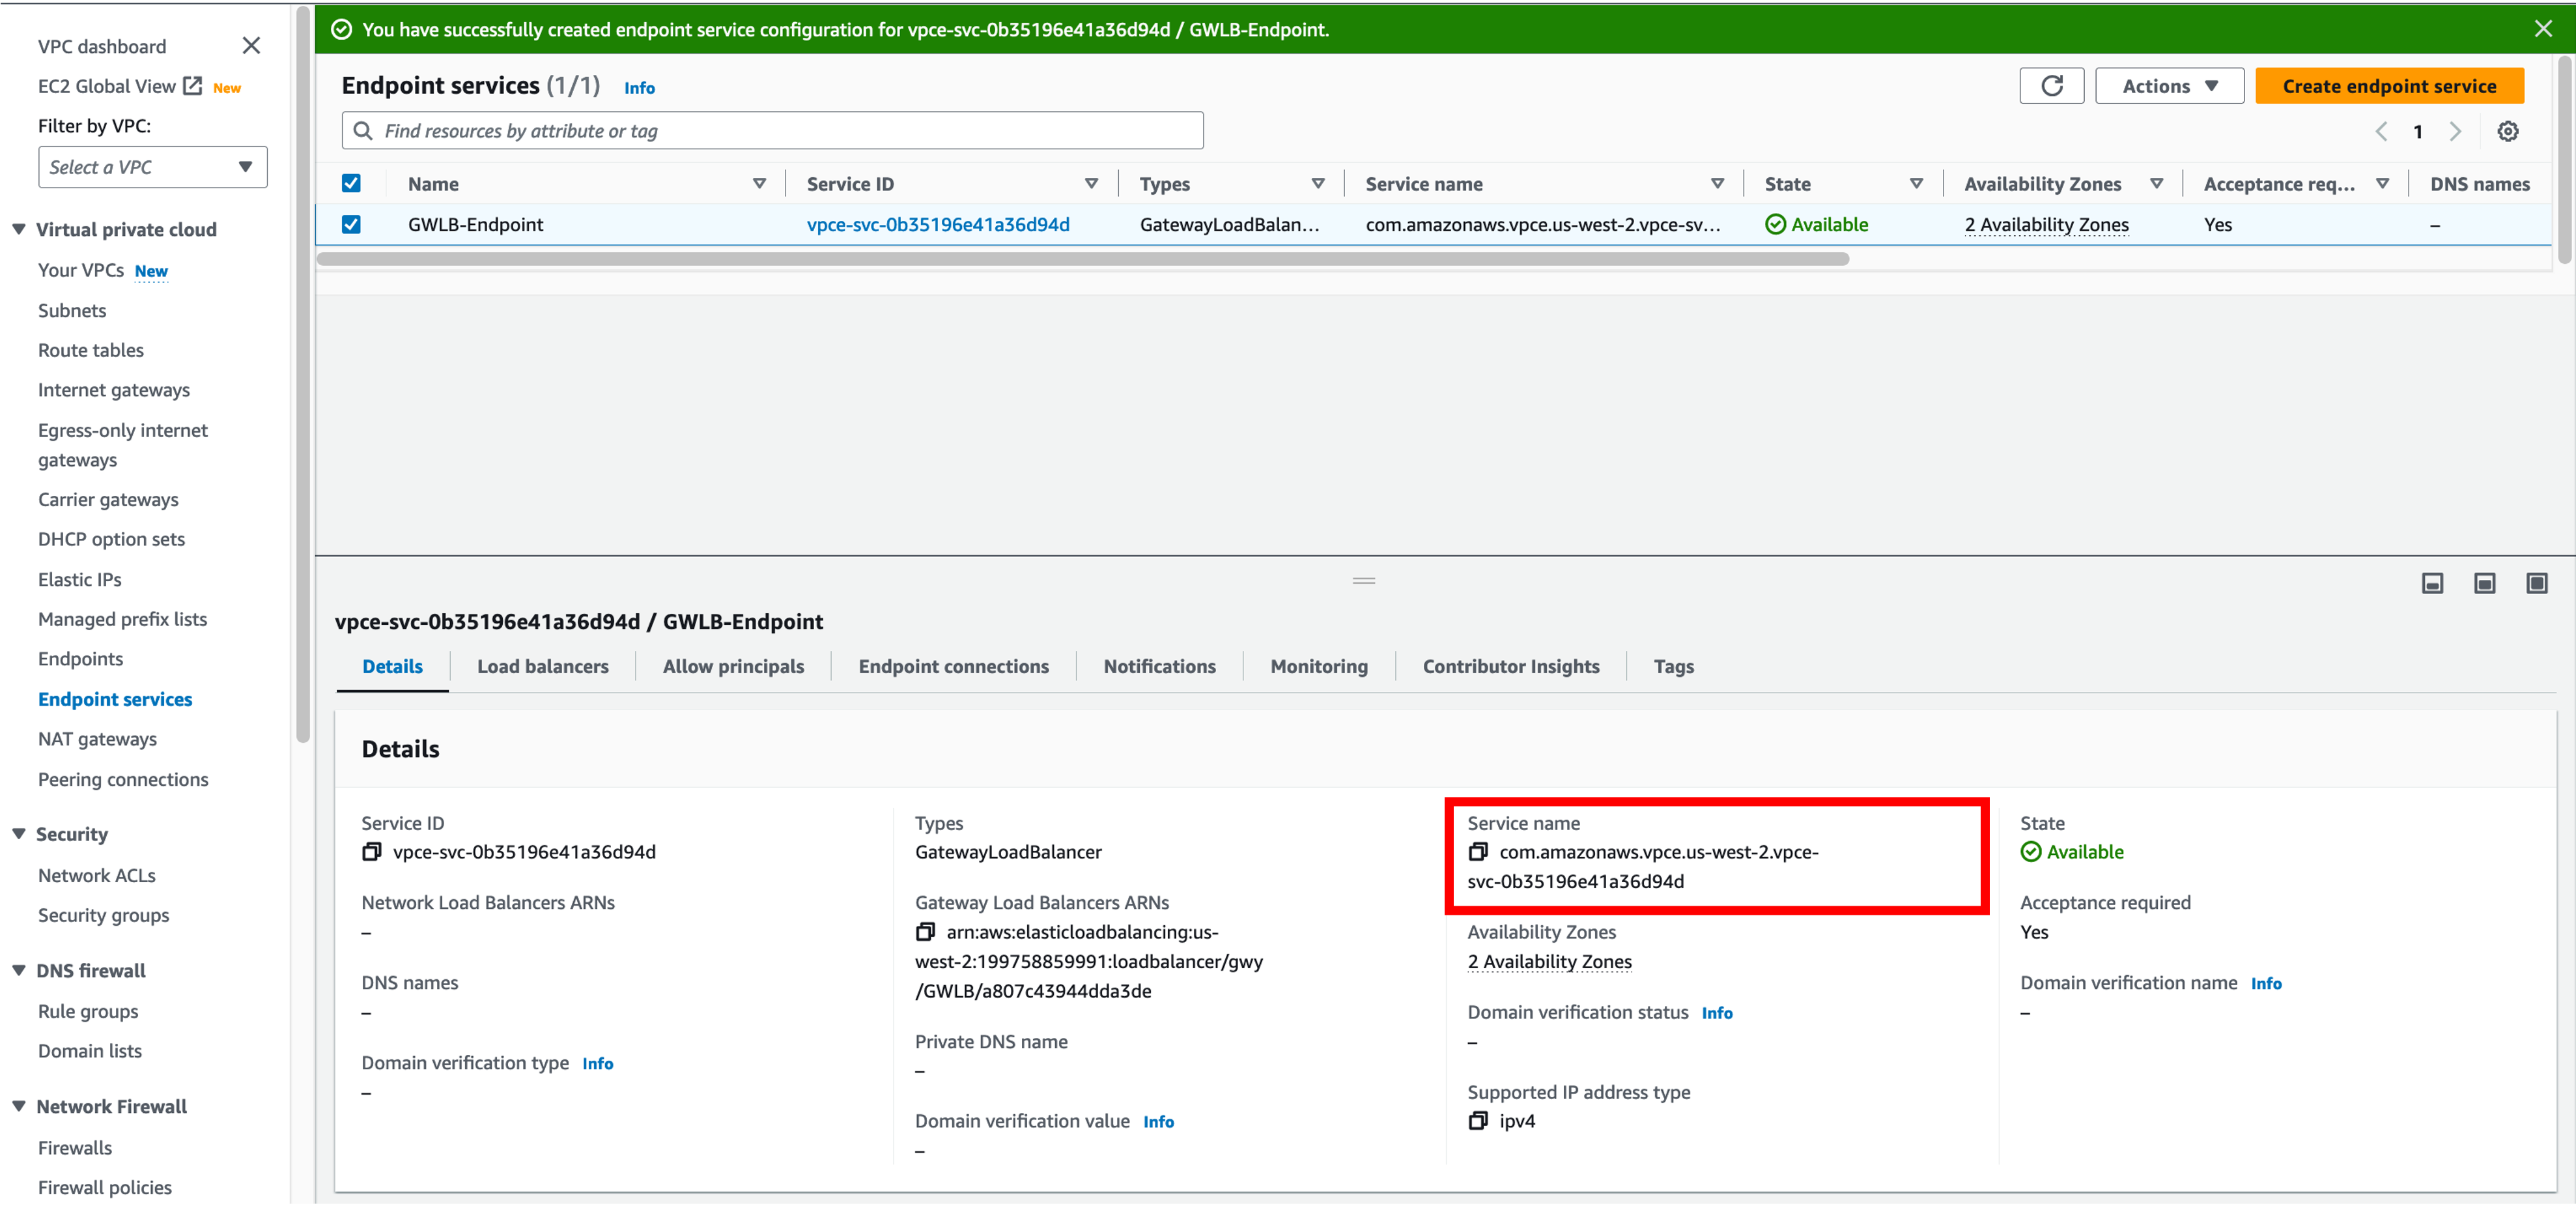 VPC dashboard
EC2 Global View New
Filter by VPC:
Select a VPC
Virtual private cloud
Your VPCs New
Subnets
Route tables
Internet gateways
Egress-only internet
gateways
Carrier gateways
DHCP option sets
Elastic IPs
Managed prefix lists
Endpoints
Endpoint services
NAT gateways
Peering connections
Security
Network ACLs
Security groups
DNS firewall
Rule groups
Domain lists
Network Firewall
Firewalls
Firewall policies
You have successfully created endpoint service configuration for vpce-svc-0b35196e41a36d94d / GWLB-Endpoint.
Endpoint services (1/1) Info
Actions
Create endpoint service
Find resources by attribute or tag
1
Name Service ID Types Service name State Availability Zones Acceptance req... DNS names
GWLB-Endpoint vpce-svc-0b35196e41a36d94d GatewayLoadBalan... com.amazonaws.vpce.us-west-2.vpce-sv... Available 2 Availability Zones Yes –
vpce-svc-0b35196e41a36d94d / GWLB-Endpoint
Details Load balancers Allow principals Endpoint connections Notifications Monitoring Contributor Insights Tags
Details
Service ID
vpce-svc-0b35196e41a36d94d
Network Load Balancers ARNs
–
DNS names
–
Domain verification type Info
–
Types
GatewayLoadBalancer
Gateway Load Balancers ARNs
arn:aws:elasticloadbalancing:us-
west-2:199758859991:loadbalancer/gwy
/GWLB/a807c43944dda3de
Private DNS name
–
Domain verification value Info
–
Service name
com.amazonaws.vpce.us-west-2.vpce-
svc-0b35196e41a36d94d
Availability Zones
2 Availability Zones
Domain verification status Info
–
Supported IP address type
ipv4
State
Available
Acceptance required
Yes
Domain verification name Info
–